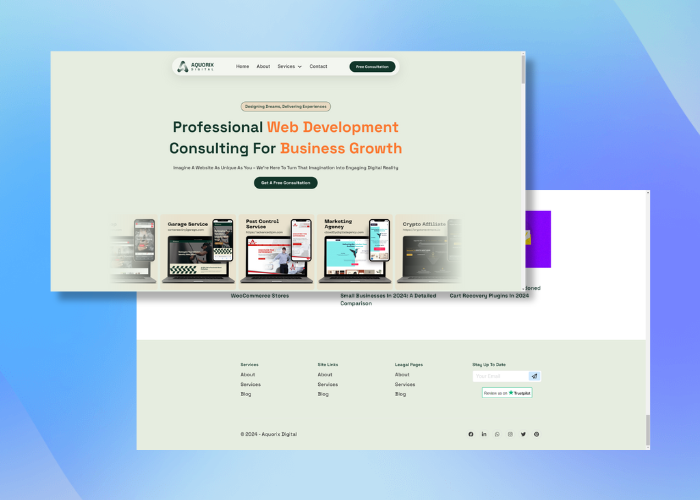 AQUORIX
DIGITAL
Home About Sevices Contact
Free Consultation
Designing Dreams, Delivering Experiences
Professional Web Development
Consulting For Business Growth
Imagine A Website As Unique As You – We're Here To Turn That Imagination Into Engaging Digital Reality
Get A Free Consultation
Garage Service
Pest Control
Service
Marketing
Agency
Crypto Affiliate
WooCommerce Stores
Small Businesses in 2024: A Detailed
Comparison
oned
Cart Recovery Plugins in 2024
Services Site Links Leagal Pages Stay Up To Date
About About About
Your Email
Services Services Services
Blog Blog Blog
Review us on Trustpilot
© 2024 - Aquorix Digital